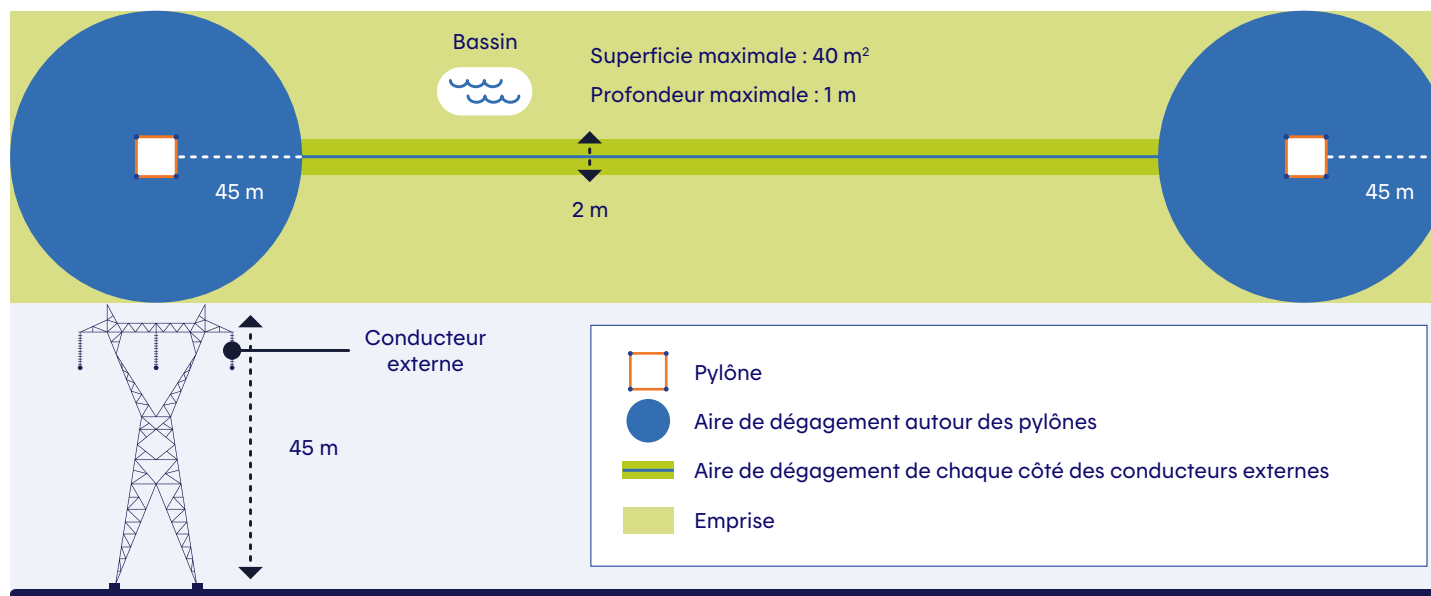 Bassin
Superficie maximale : 40 m²
Profondeur maximale : 1 m
45 m
2 m
45 m
Conducteur
externe
45 m
Pylône
Aire de dégagement autour des pylônes
Aire de dégagement de chaque côté des conducteurs externes
Emprise